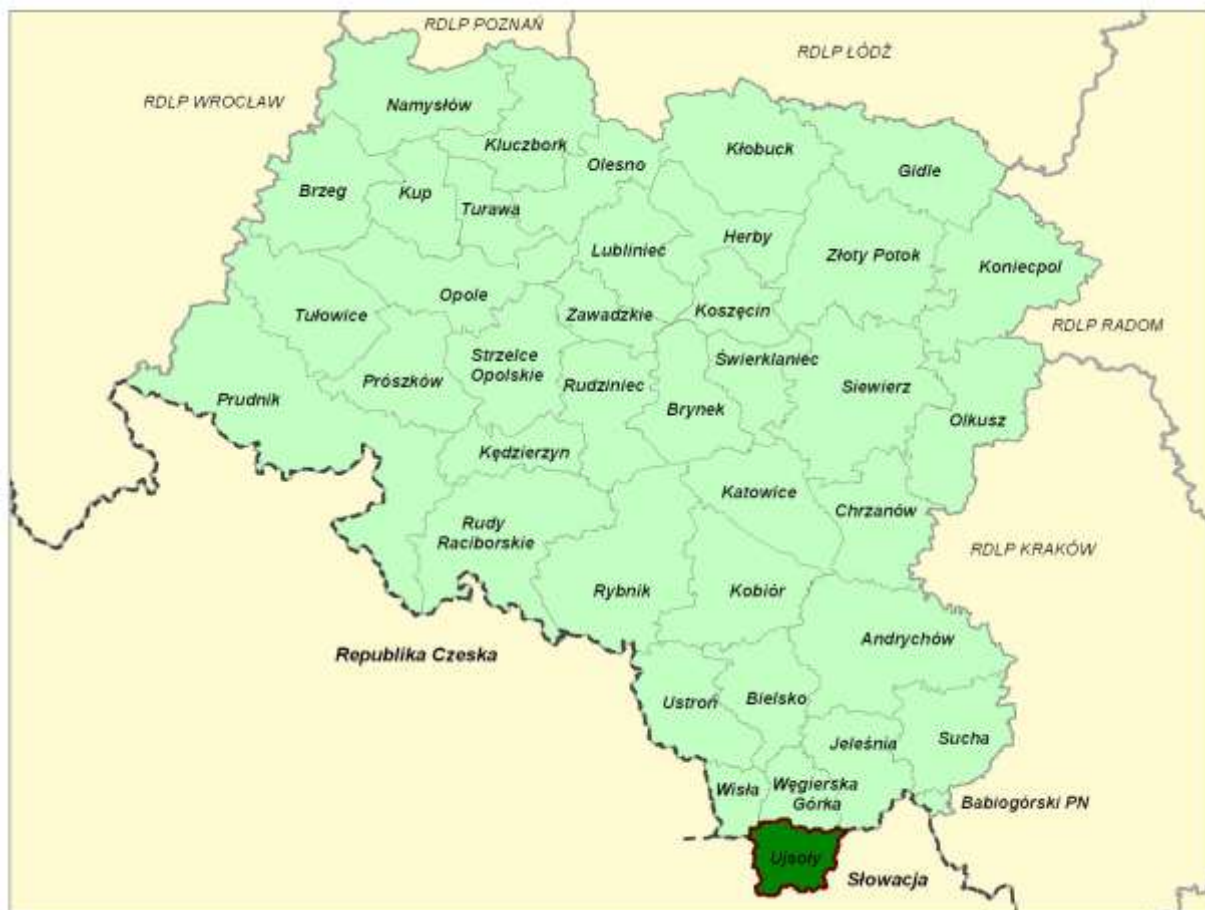 RDLP POZNAŃ
RDLP ŁÓDŹ
RDLP WROCŁAW
Namysłów
Kluczbork
Olesno
Kłobuck
Gidle
Brzeg
Kup
Turawa
Lubliniec
Herby
Złoty Potok
Koniecpol
Opole
Tułowice
Zawadzkie
Koszęcin
RDLP RADOM
Strzelce
Opolskie
Prószków
Rudziniec
Świerklaniec
Siewierz
Prudnik
Brynek
Olkusz
Kędzierzyn
Katowice
Chrzanów
Rudy
Raciborskie
RDLP KRAKÓW
Rybnik
Kobiór
Andrychów
Republika Czeska
Ustroń
Bielsko
Jeleśnia
Sucha
Wisła
Węgierska
Górka
Babiogórski PN
Ujsoły
Słowacja